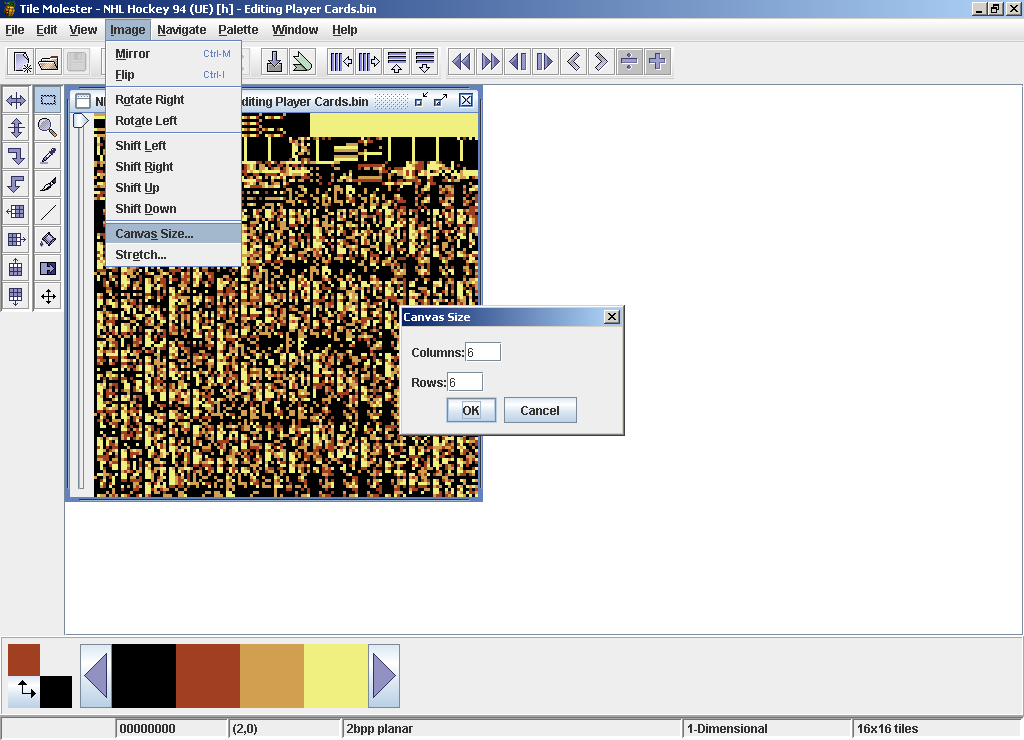 Tile Molester - NHL Hockey 94 (UE) [h] - Editing Player Cards.bin
File Edit View Image Navigate Palette Window Help
Mirror Ctrl-M
Flip Ctrl-I
Rotate Right
Rotate Left
Shift Left
Shift Right
Shift Up
Shift Down
Canvas Size...
Stretch...
diting Player Cards.bin
Canvas Size
Columns: 6
Rows: 6
OK Cancel
00000000 (2,0) 2bpp planar 1-Dimensional 16x16 tiles